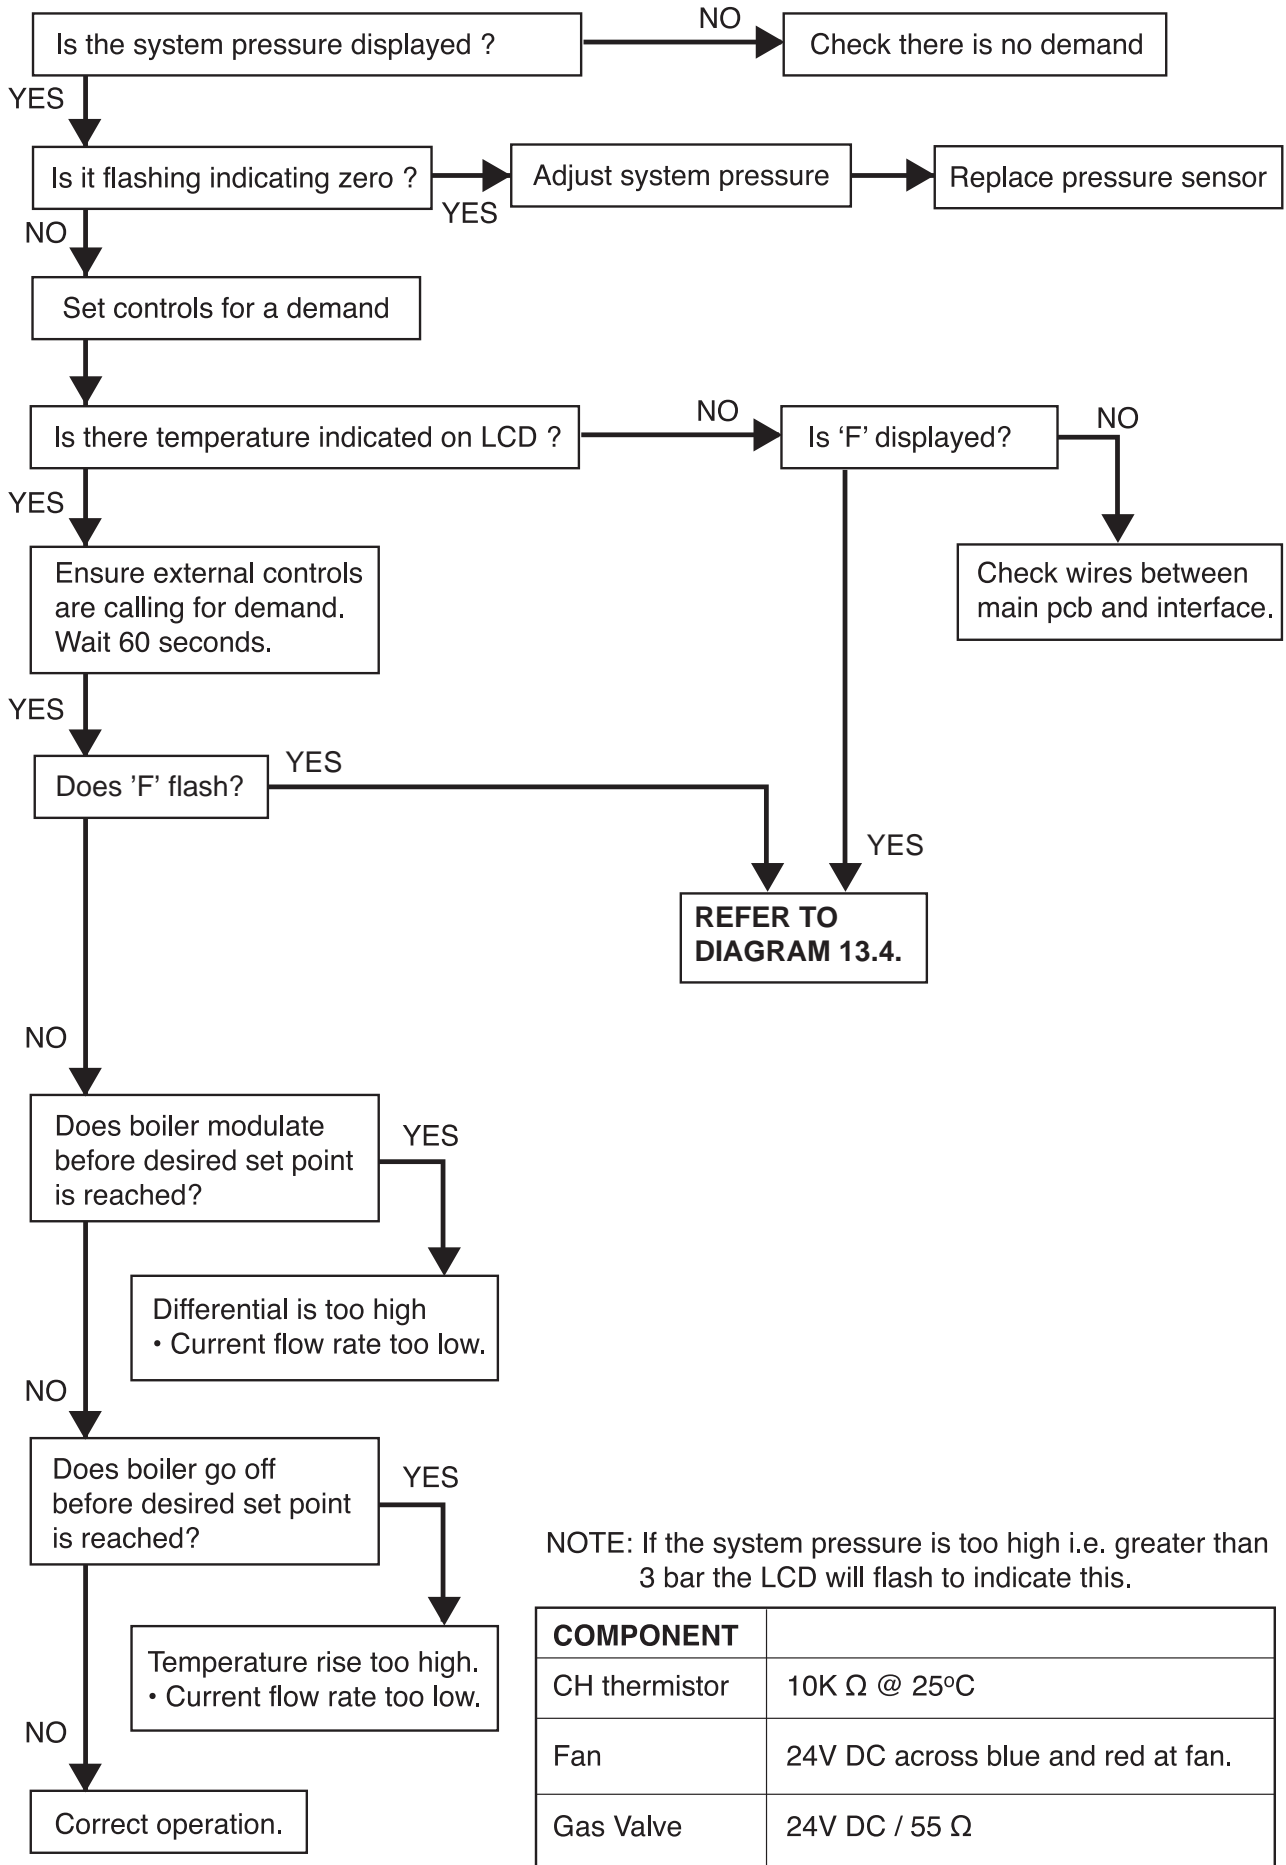 Is the system pressure displayed ?
NO
Check there is no demand
YES
Is it flashing indicating zero ?
YES
Adjust system pressure
Replace pressure sensor
NO
Set controls for a demand
Is there temperature indicated on LCD ?
NO
Is ‘F’ displayed?
NO
Check wires between
main pcb and interface.
YES
Ensure external controls
are calling for demand.
Wait 60 seconds.
YES
Does ’F’ flash?
YES
YES
REFER TO
DIAGRAM 13.4.
NO
Does boiler modulate
before desired set point
is reached?
YES
Differential is too high
• Current flow rate too low.
NO
Does boiler go off
before desired set point
is reached?
YES
Temperature rise too high.
• Current flow rate too low.
NO
Correct operation.
NOTE: If the system pressure is too high i.e. greater than
3 bar the LCD will flash to indicate this.
COMPONENT
CH thermistor 10K Ω @ 25ºC
Fan 24V DC across blue and red at fan.
Gas Valve 24V DC / 55 Ω